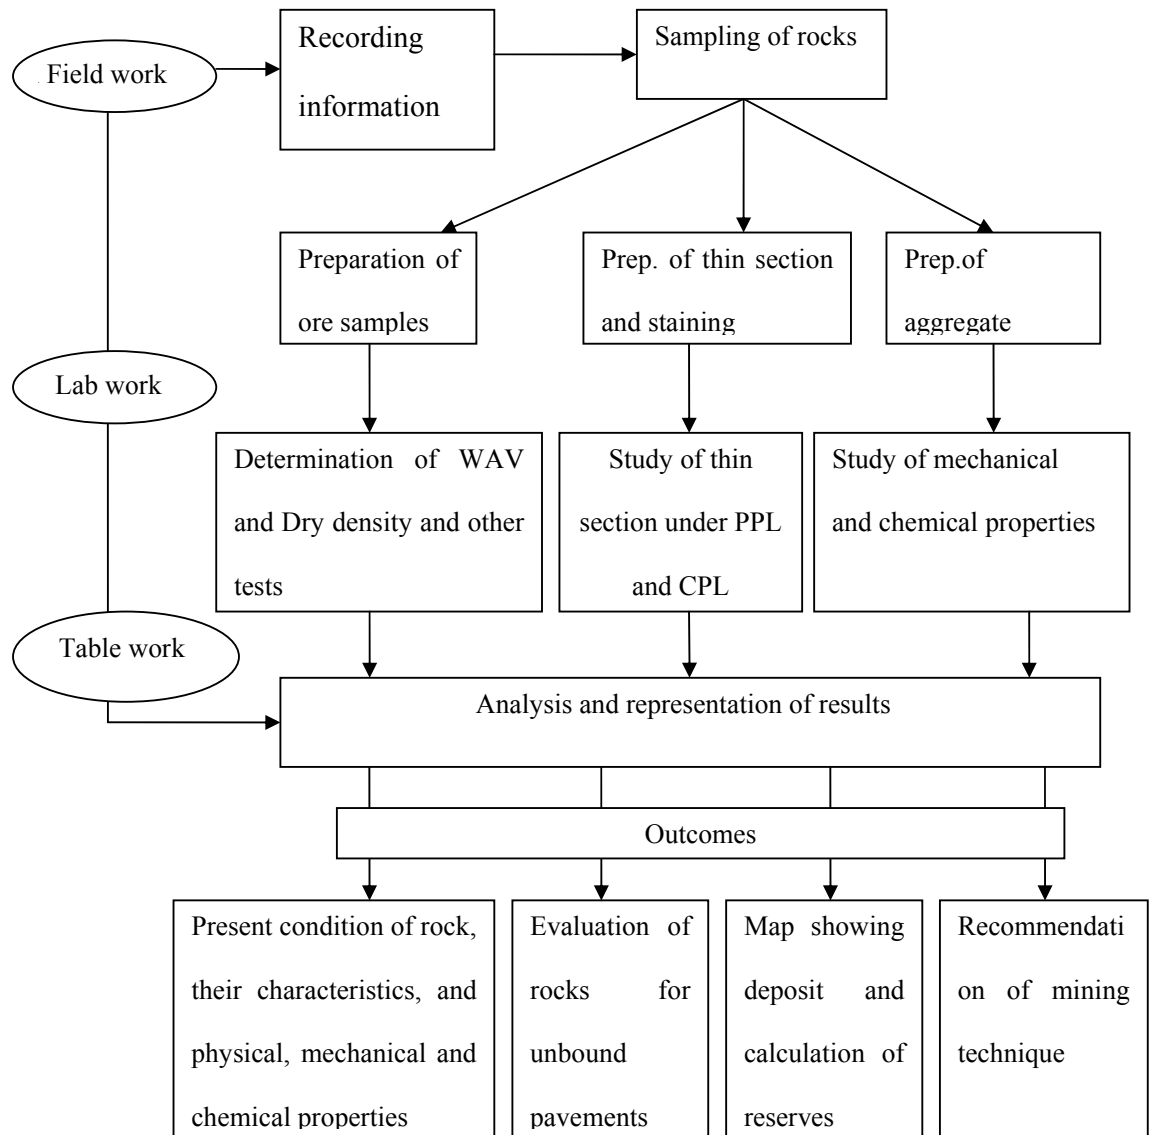 Field work
Recording
information
Sampling of rocks
Preparation of
ore samples
Prep. of thin section
and staining
Prep.of
aggregate
Lab work
Determination of WAV
and Dry density and other
tests
Study of thin
section under PPL
and CPL
Study of mechanical
and chemical properties
Table work
Analysis and representation of results
Outcomes
Present condition of rock,
their characteristics, and
physical, mechanical and
chemical properties
Evaluation of
rocks for
unbound
pavements
Map showing
deposit and
calculation of
reserves
Recommendati
on of mining
technique